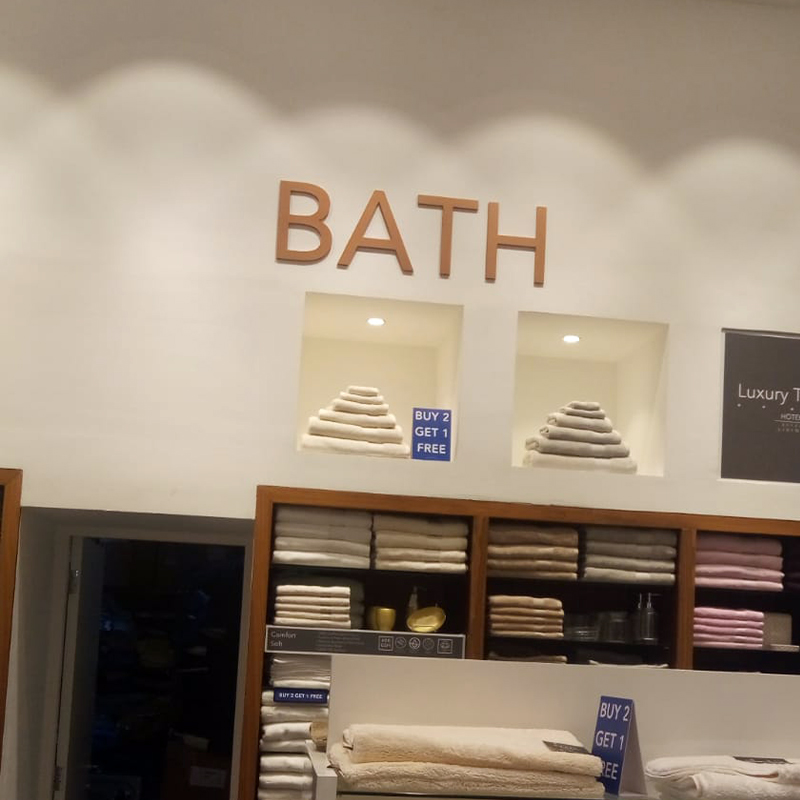 BATH
BUY 2
GET 1
FREE
Luxury T
HOTE
Comfort
Soft
BUY 2 GET 1 FREE
BUY 2
GET 1
FREE